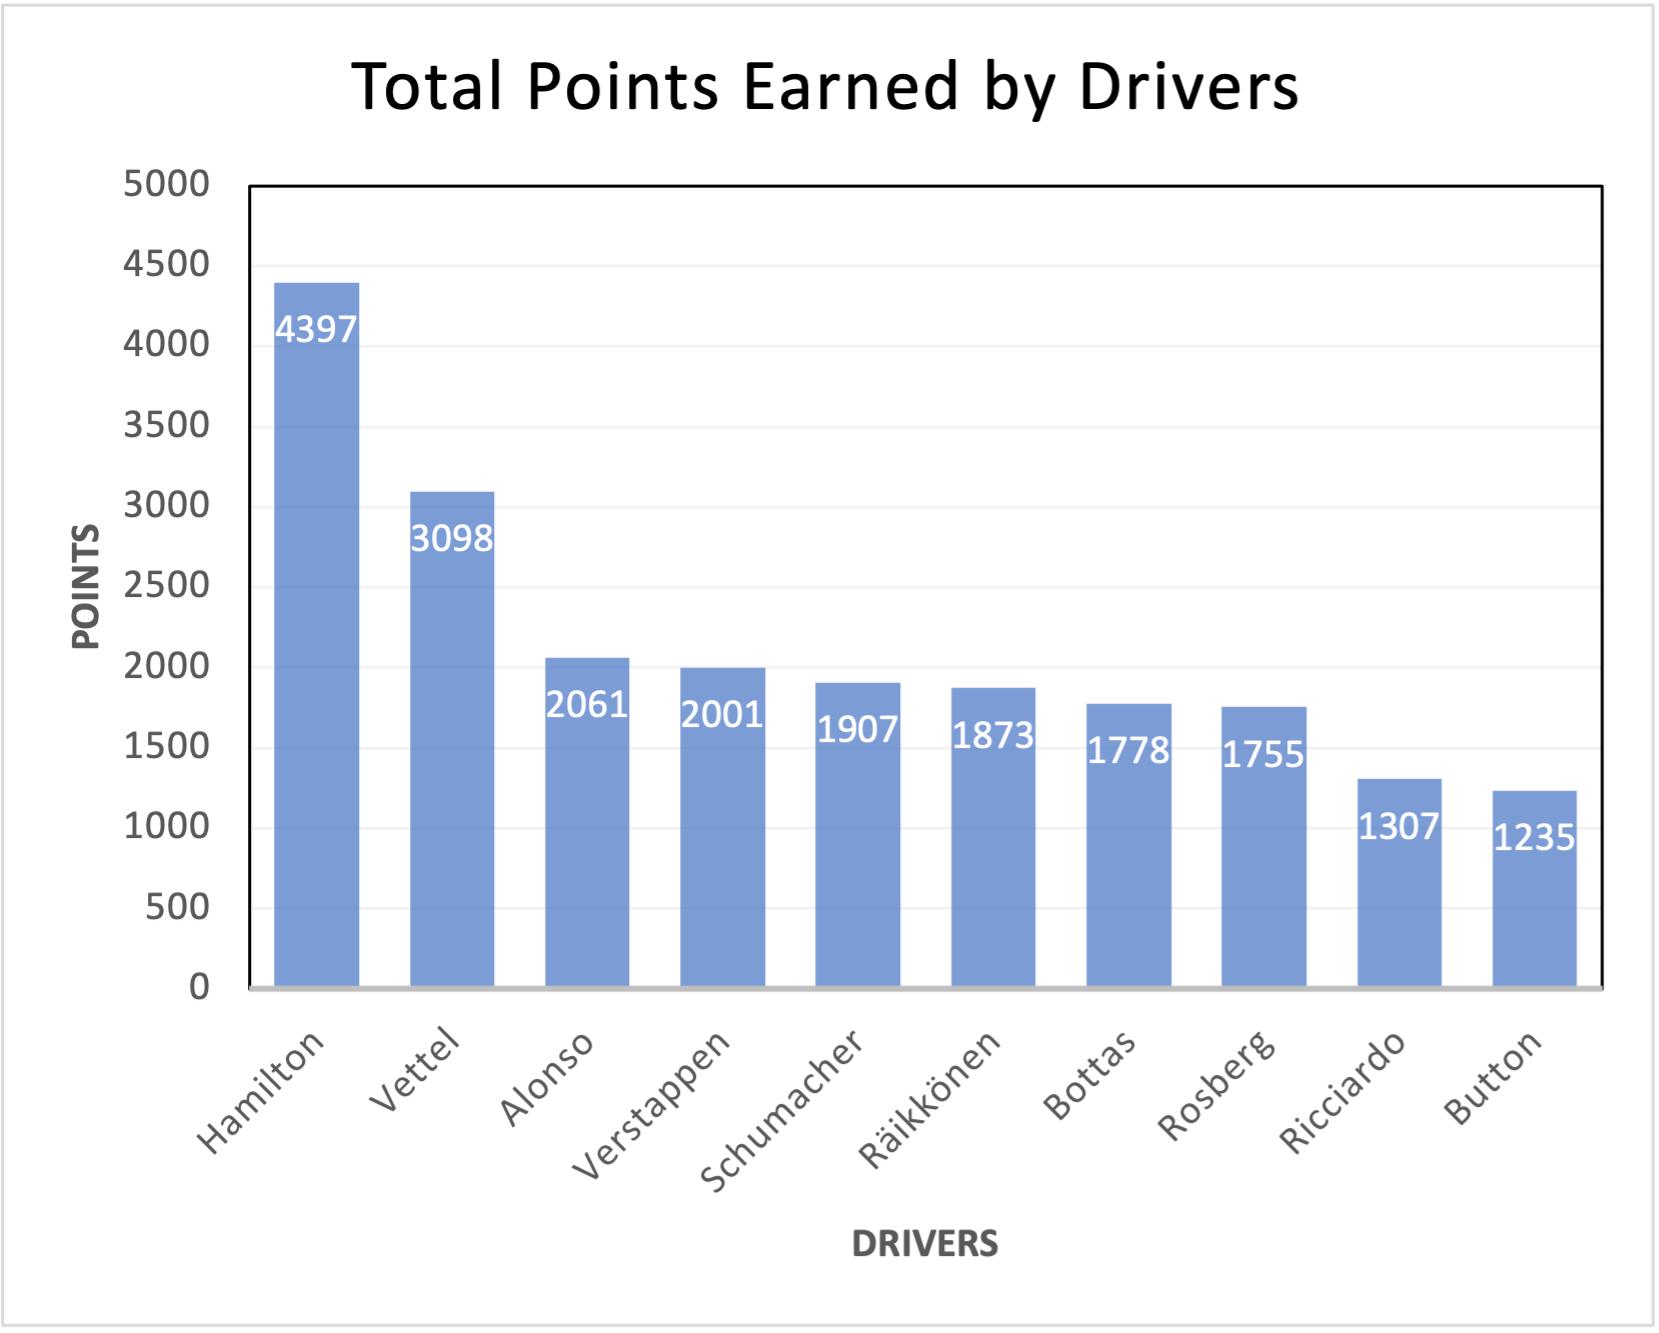 Total Points Earned by Drivers
5000
4500
4000
3500
3000
2500
2000
1500
1000
500
0
POINTS
4397
3098
2061
2001
1907
1873
1778
1755
1307
1235
Hamilton
Vettel
Alonso
Verstappen
Schumacher
Räikkönen
Bottas
Rosberg
Ricciardo
Button
DRIVERS